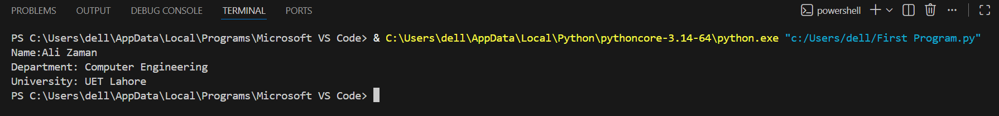 PROBLEMS OUTPUT DEBUG CONSOLE TERMINAL PORTS powershell
PS C:\Users\dell\AppData\Local\Programs\Microsoft VS Code> & C:\Users\dell\AppData\Local\Python\pythoncore-3.14-64\python.exe "c:/Users/dell/First Program.py"
Name:Ali Zaman
Department: Computer Engineering
University: UET Lahore
PS C:\Users\dell\AppData\Local\Programs\Microsoft VS Code>